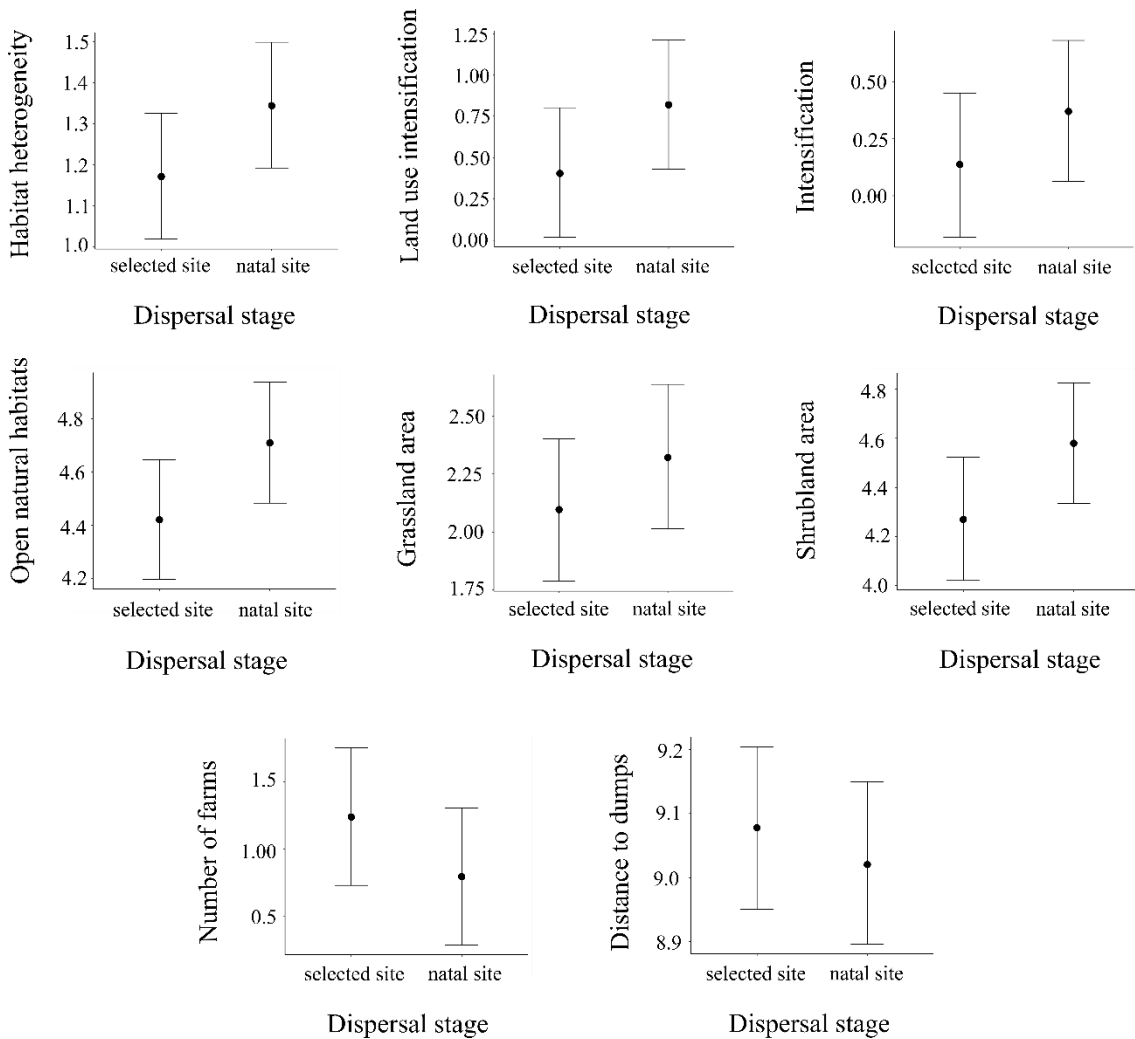 Habitat heterogeneity
1.5
1.4
1.3
1.2
1.1
1.0
selected site natal site
Dispersal stage
Land use intensification
1.25
1.00
0.75
0.50
0.25
0.00
selected site natal site
Dispersal stage
Intensification
0.50
0.25
0.00
selected site natal site
Dispersal stage
Open natural habitats
4.8
4.6
4.4
4.2
selected site natal site
Dispersal stage
Grassland area
2.50
2.25
2.00
1.75
selected site natal site
Dispersal stage
Shrubland area
4.8
4.6
4.4
4.2
4.0
selected site natal site
Dispersal stage
Number of farms
1.5
1.00
0.5
selected site natal site
Dispersal stage
Distance to dumps
9.2
9.1
9.0
8.9
selected site natal site
Dispersal stage